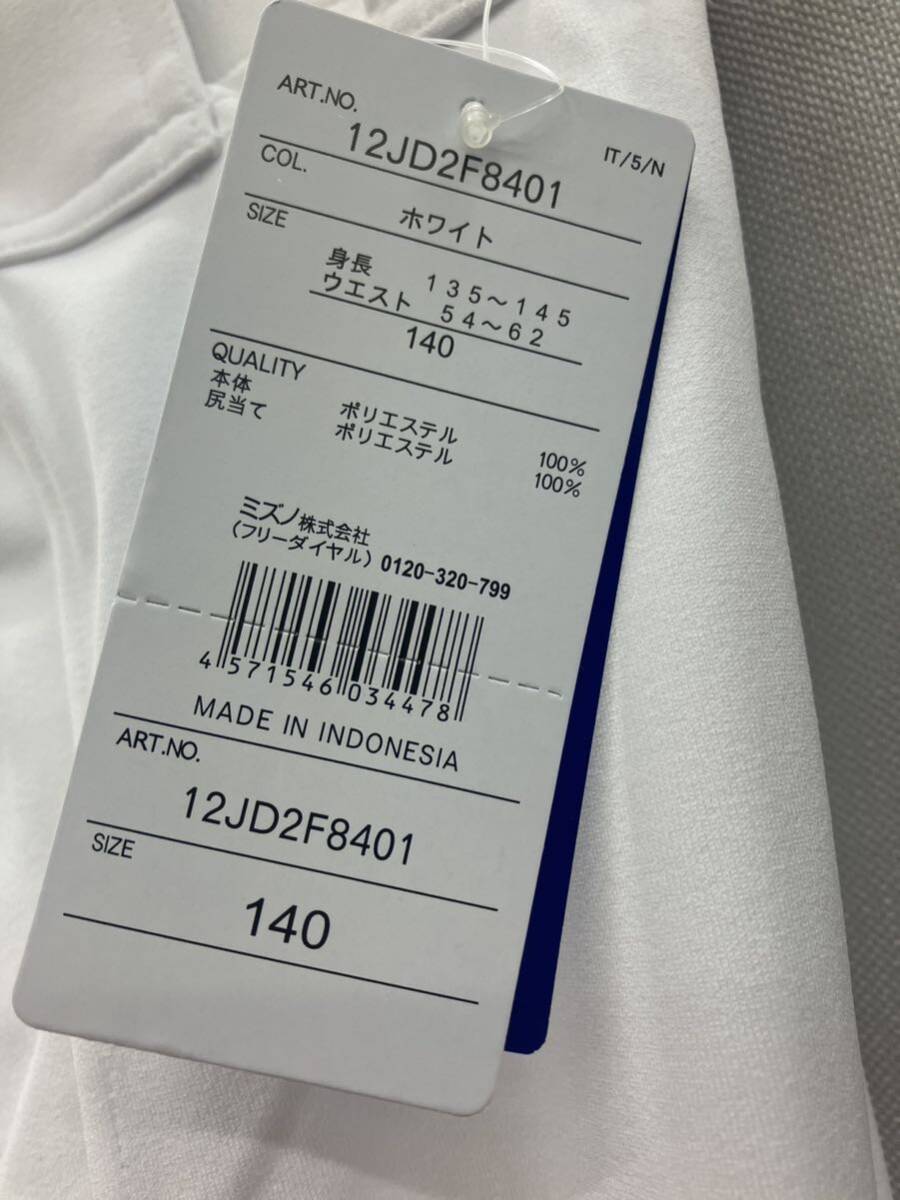 IT/5/N
ART.NO.
12JD2F8401
COL.
ホワイト
SIZE
身長 135～145
ウエスト 54～62
140
QUALITY
本体 ポリエステル 100%
尻当て ポリエステル 100%
ミズノ株式会社
(フリーダイヤル) 0120-320-799
4 571546 034478
MADE IN INDONESIA
ART.NO.
12JD2F8401
SIZE
140